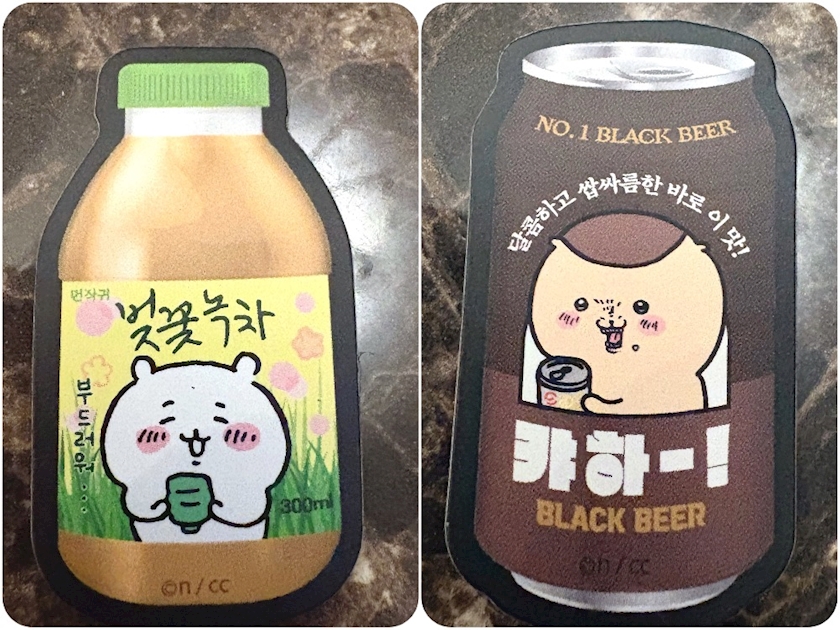 먼작귀
벚꽃녹차
부드러워...
300ml
©n/cc
NO.1 BLACK BEER
달콤하고 쌉싸름한 바로 이 맛!
캬하-!
BLACK BEER
©n/cc